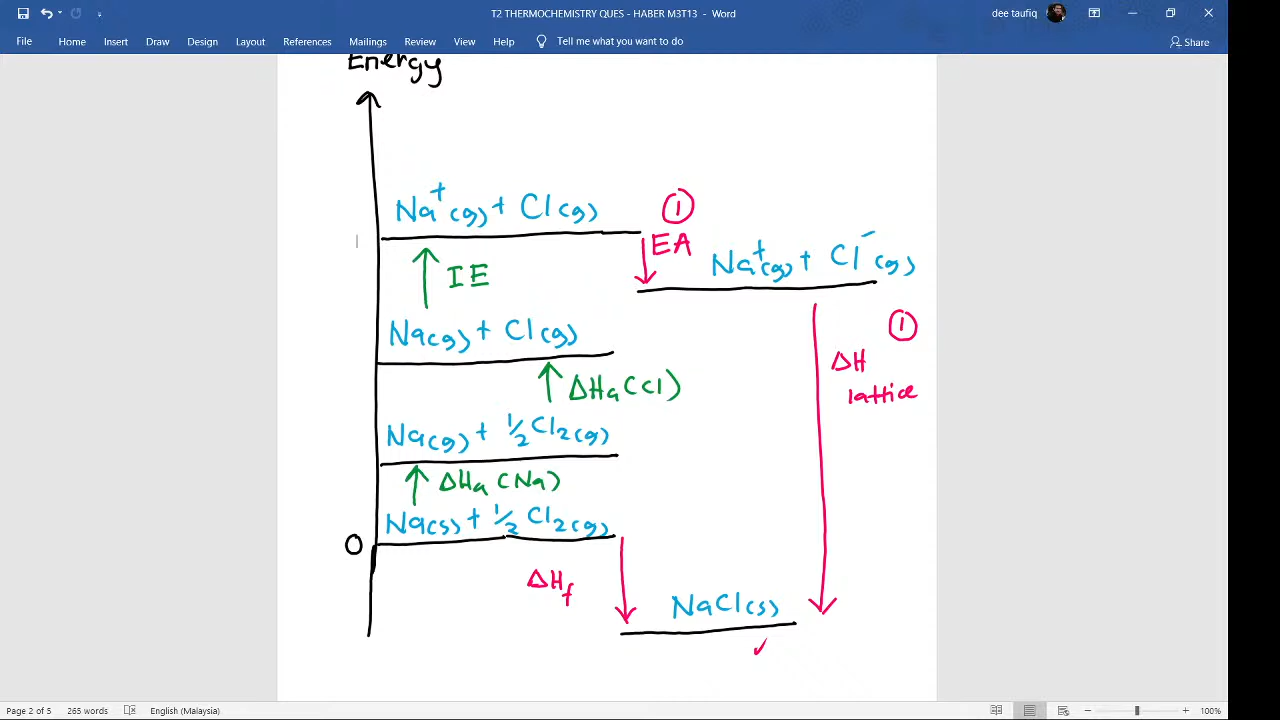 T2 THERMOCHEMISTRY QUES - HABER M3T13 - Word
dee taufiq
File Home Insert Draw Design Layout References Mailings Review View Help Tell me what you want to do
Share
Energy
Na⁺(g) + Cl(g)
①
EA
Na⁺(g) + Cl⁻(g)
IE
Na(g) + Cl(g)
①
ΔH
lattice
ΔHa (Cl)
Na(g) + ½Cl₂(g)
ΔHa (Na)
Na(s) + ½Cl₂(g)
0
ΔHf
NaCl(s)
Page 2 of 5 265 words English (Malaysia) 100%